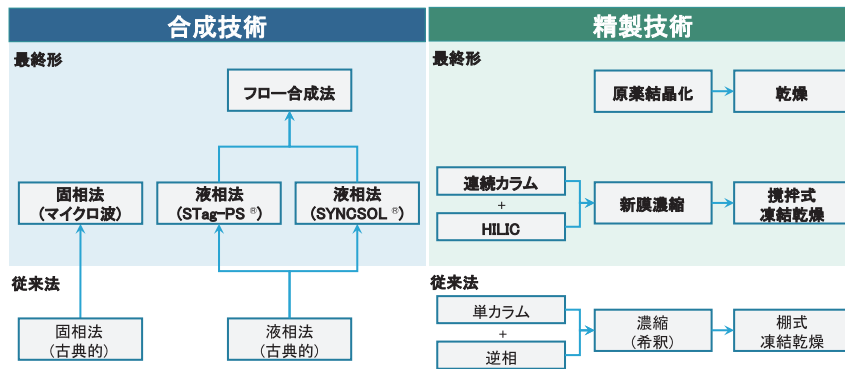 合成技術
最終形
フロー合成法
固相法
(マイクロ波)
液相法
(STag-PS®)
液相法
(SYNCSOL®)
従来法
固相法
(古典的)
液相法
(古典的)
精製技術
最終形
原薬結晶化
乾燥
連続カラム
+
HILIC
新膜濃縮
撹拌式
凍結乾燥
従来法
単カラム
+
逆相
濃縮
(希釈)
棚式
凍結乾燥